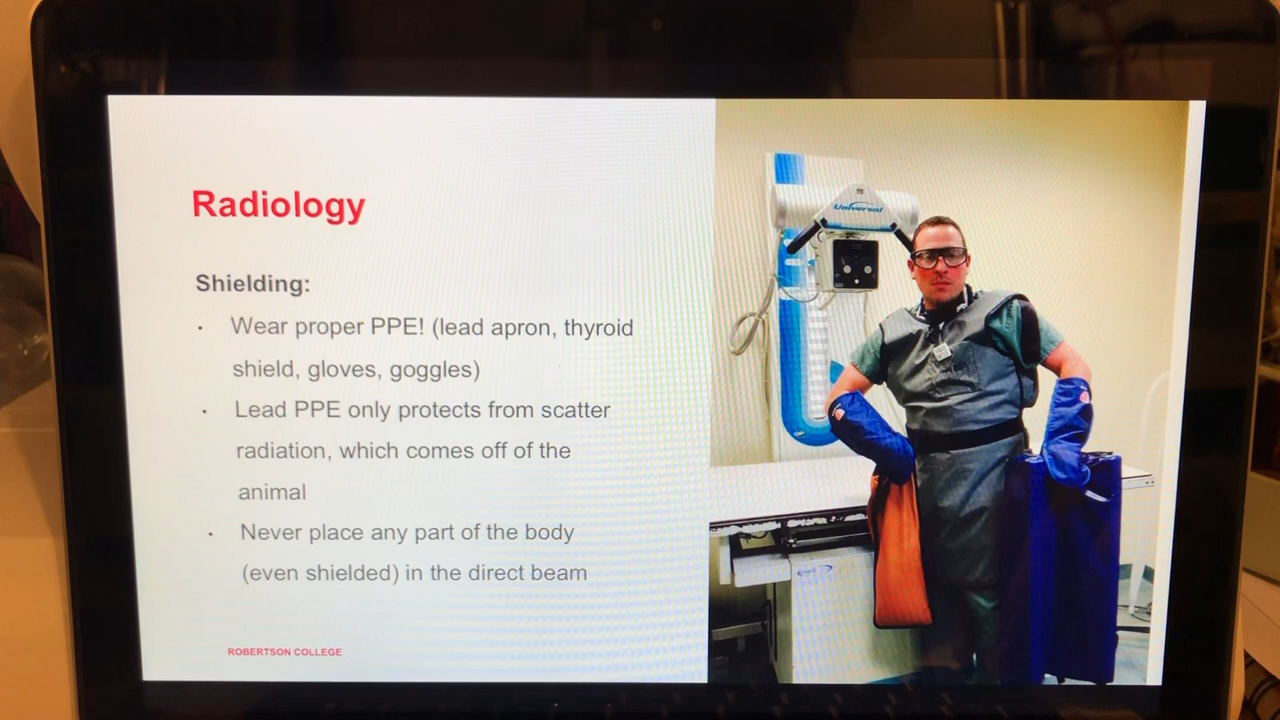 Radiology
Shielding:
· Wear proper PPE! (lead apron, thyroid
shield, gloves, goggles)
· Lead PPE only protects from scatter
radiation, which comes off of the
animal
· Never place any part of the body
(even shielded) in the direct beam
ROBERTSON COLLEGE
Universal